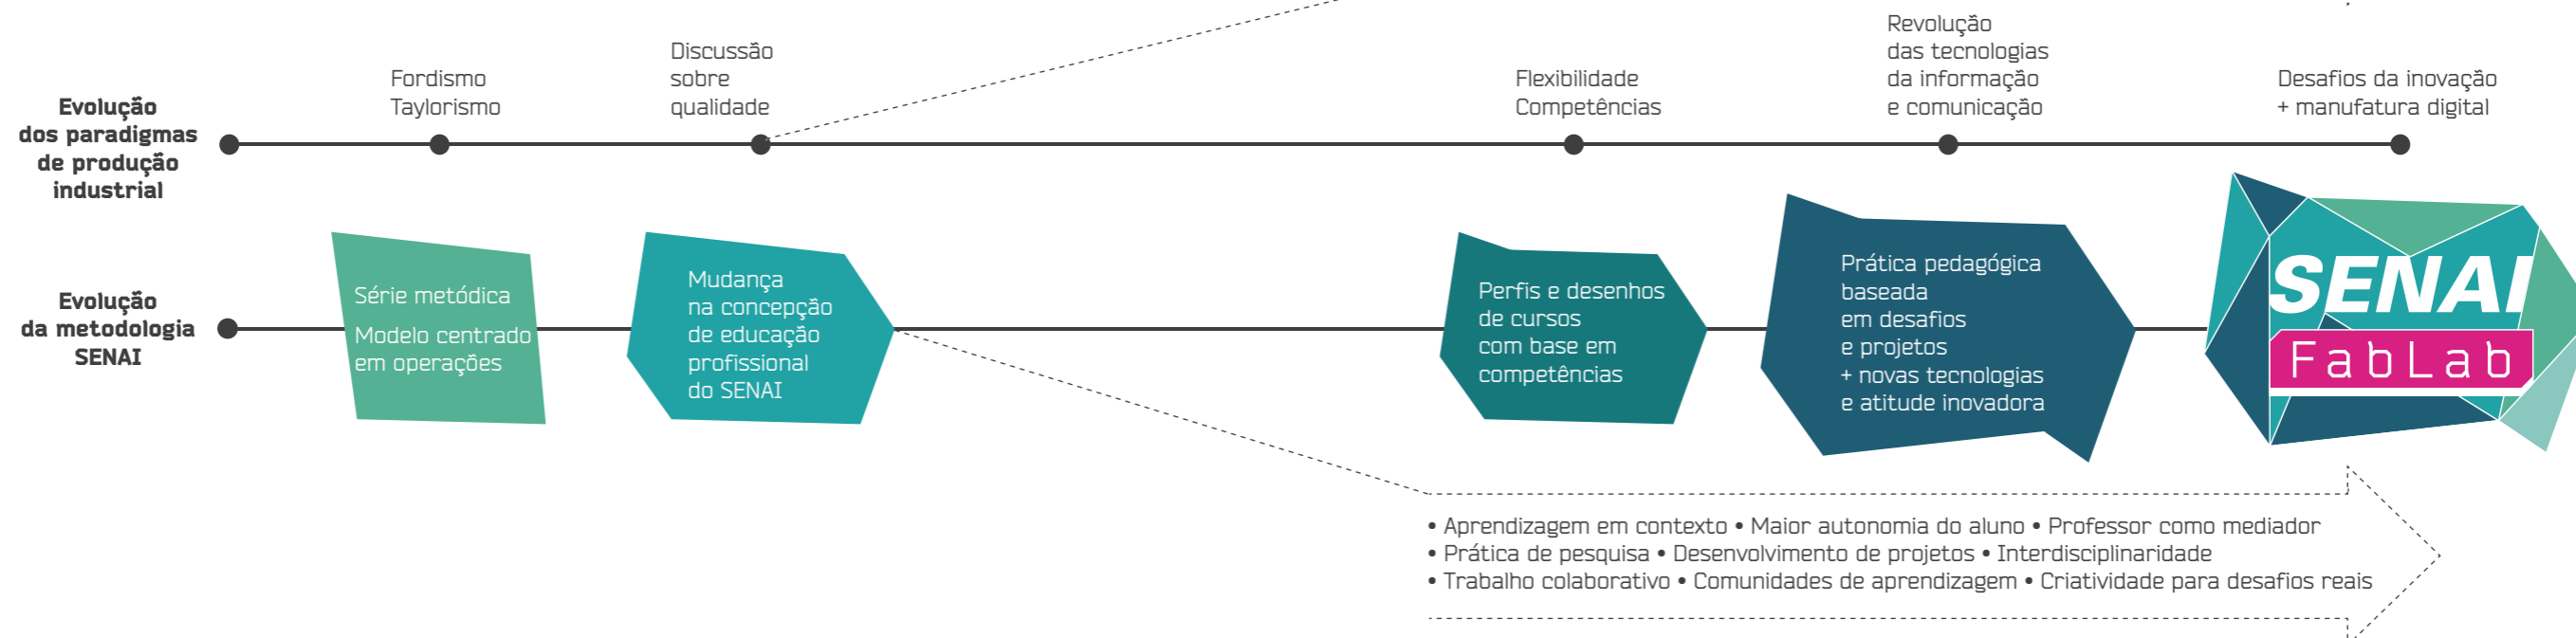 Evolução
dos paradigmas
de produção
industrial
Fordismo
Taylorismo
Discussão
sobre
qualidade
Flexibilidade
Competências
Revolução
das tecnologias
da informação
e comunicação
Desafios da inovação
+ manufatura digital
Evolução
da metodologia
SENAI
Série metódica
Modelo centrado
em operações
Mudança
na concepção
de educação
profissional
do SENAI
Perfis e desenhos
de cursos
com base em
competências
Prática pedagógica
baseada
em desafios
e projetos
+ novas tecnologias
e atitude inovadora
SENAI
FabLab
• Aprendizagem em contexto • Maior autonomia do aluno • Professor como mediador
• Prática de pesquisa • Desenvolvimento de projetos • Interdisciplinaridade
• Trabalho colaborativo • Comunidades de aprendizagem • Criatividade para desafios reais